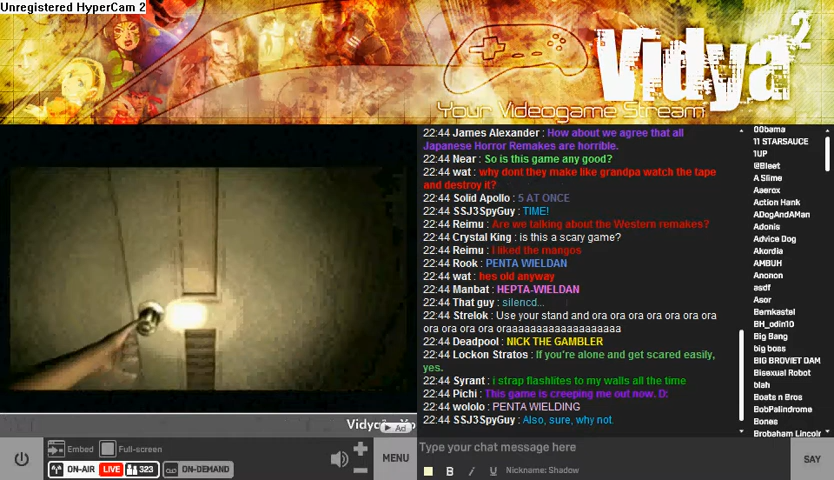 Unregistered HyperCam 2
Vidya2
Your Videogame Stream
22:44 James Alexander : How about we agree that all
Japanese Horror Remakes are horrible.
22:44 Near : So is this game any good?
22:44 wat : why dont they make like grandpa watch the tape
and destroy it?
22:44 Solid Apollo : 5 AT ONCE
22:44 SSJ3SpyGuy : TIME!
22:44 Reimu : Are we talking about the Western remakes?
22:44 Crystal King : is this a scary game?
22:44 Reimu : I liked the mangos
22:44 Rook : PENTA WIELDAN
22:44 wat : hes old anyway
22:44 Manbat : HEPTA-WIELDAN
22:44 That guy : silencd...
22:44 Strelok : Use your stand and ora ora ora ora ora ora ora
ora ora ora ora oraaaaaaaaaaaaaaaaaaa
22:44 Deadpool : NICK THE GAMBLER
22:44 Lockon Stratos : If you're alone and get scared easily,
yes.
22:44 Syrant : i strap flashlites to my walls all the time
22:44 Pichi : This game is creeping me out now. D:
22:44 wololo : PENTA WIELDING
22:44 SSJ3SpyGuy : Also, sure, why not.
00bama
11 STARSAUCE
1UP
@Bleet
A Slime
Aaerox
Action Hank
ADogAndAMan
Adonis
Advice Dog
Akordia
AMBUH
Anonon
asdf
Asor
Bernkastel
BH_odin10
Big Bang
big boss
BIG BROVIET DAM
Bisexual Robot
blah
Boats n Bros
BobPalindrome
Bones
Brobaham Lincoln
Ad
Embed
Full-screen
ON-AIR LIVE 323
ON-DEMAND
MENU
Type your chat message here
B I U Nickname: Shadow
SAY